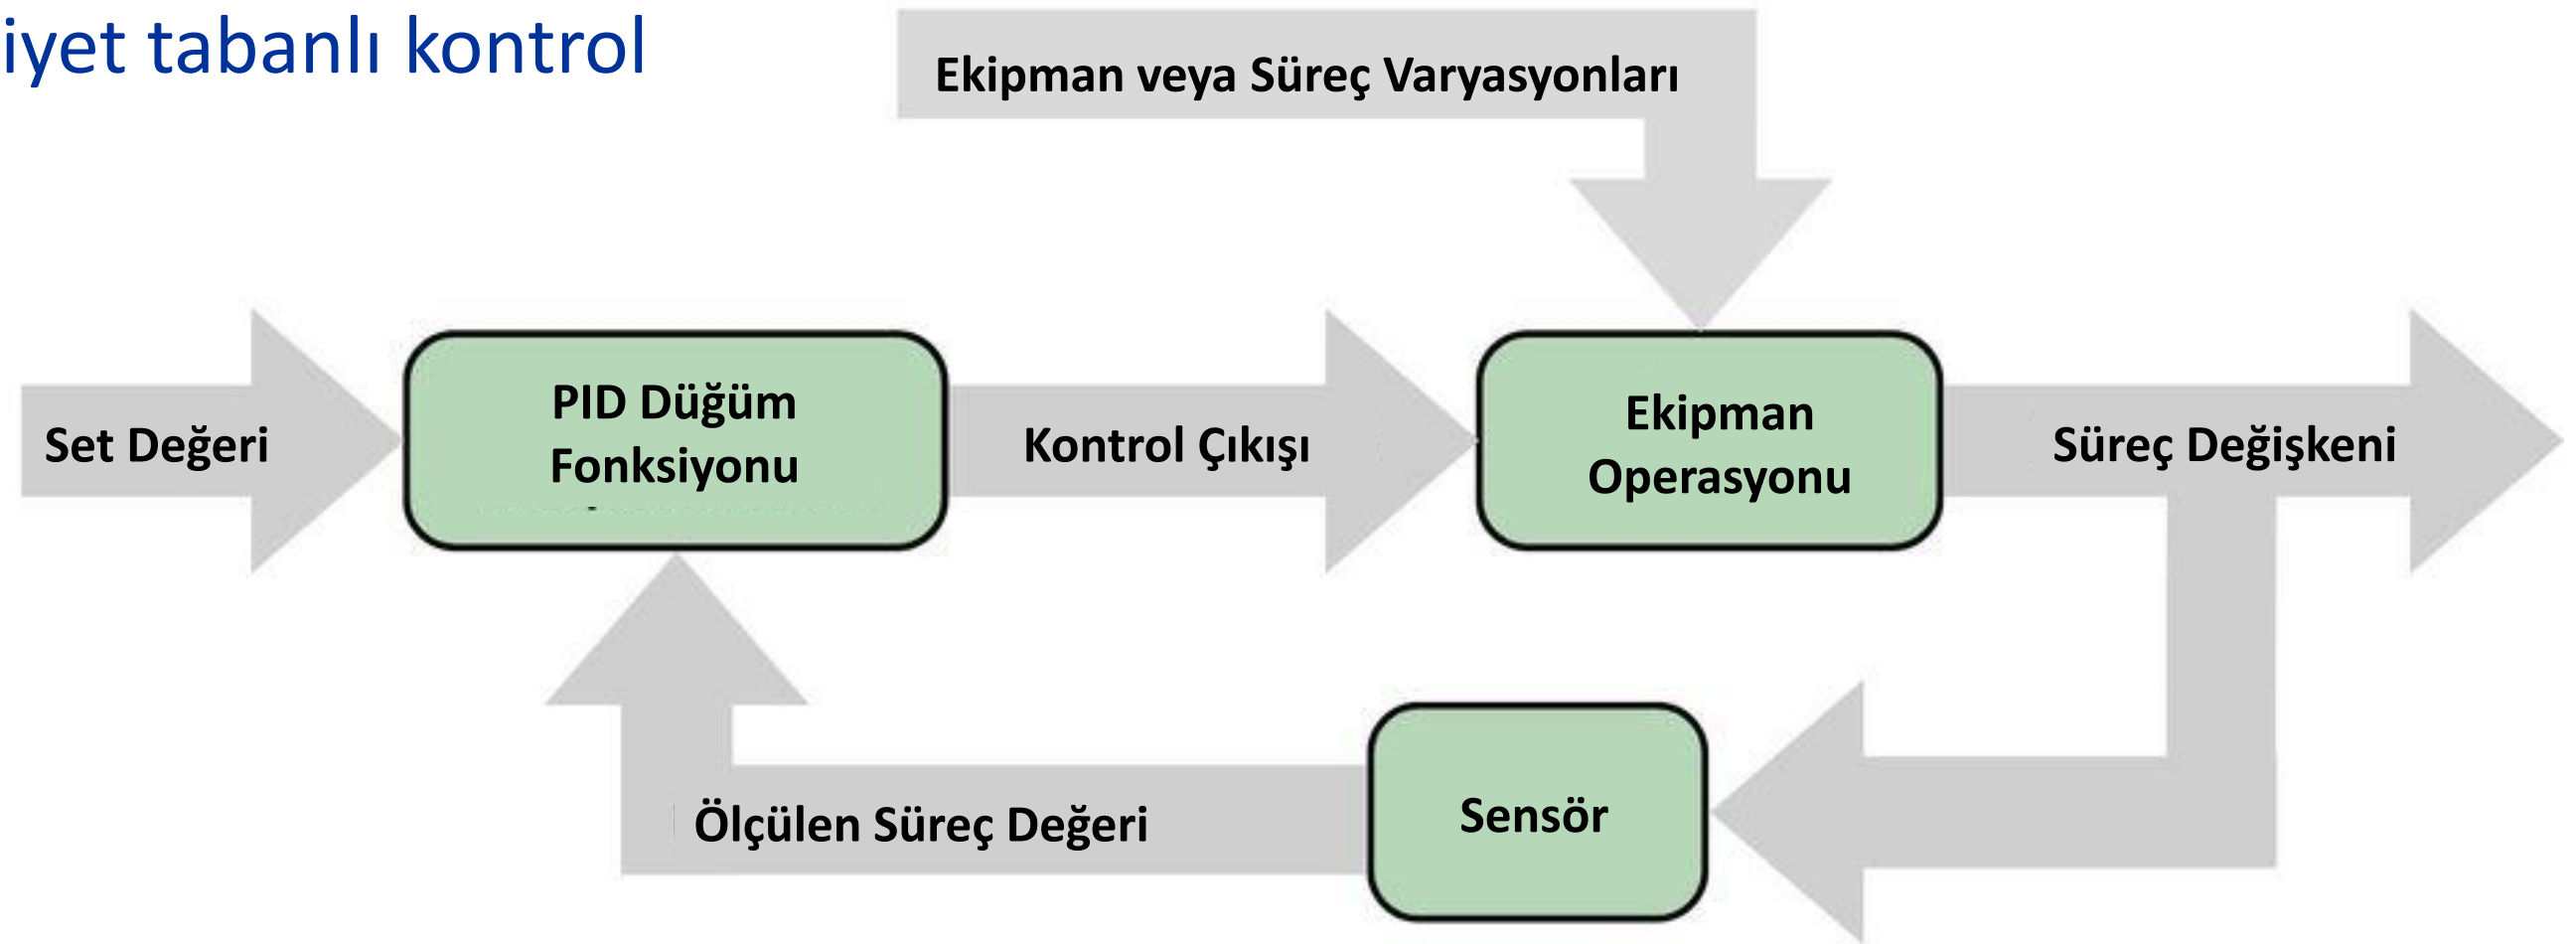 iyet tabanlı kontrol
Ekipman veya Süreç Varyasyonları
Set Değeri
PID Düğüm
Fonksiyonu
Kontrol Çıkışı
Ekipman
Operasyonu
Süreç Değişkeni
Ölçülen Süreç Değeri
Sensör